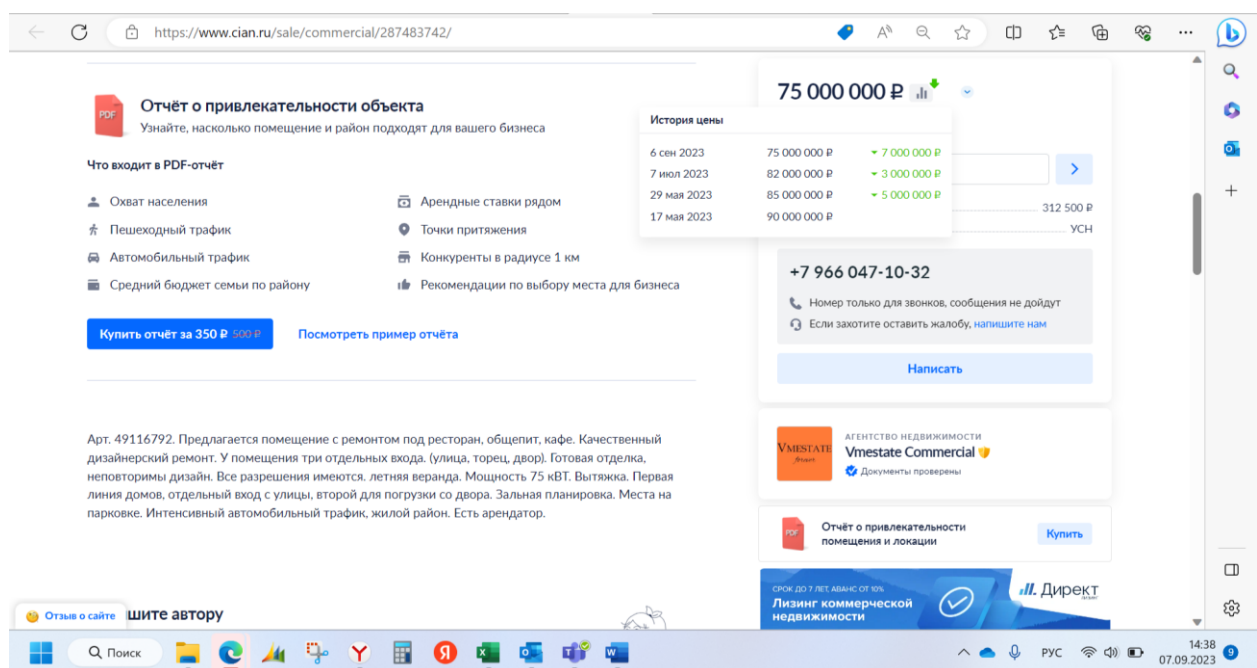 https://www.cian.ru/sale/commercial/287483742/
PDF
Отчёт о привлекательности объекта
Узнайте, насколько помещение и район подходят для вашего бизнеса
Что входит в PDF-отчёт
Охват населения
Арендные ставки рядом
Пешеходный трафик
Точки притяжения
Автомобильный трафик
Конкуренты в радиусе 1 км
Средний бюджет семьи по району
Рекомендации по выбору места для бизнеса
Купить отчёт за 350 ₽ 500 ₽
Посмотреть пример отчёта
Арт. 49116792. Предлагается помещение с ремонтом под ресторан, общепит, кафе. Качественный
дизайнерский ремонт. У помещения три отдельных входа. (улица, торец, двор). Готовая отделка,
неповторимы дизайн. Все разрешения имеются. летняя веранда. Мощность 75 кВТ. Вытяжка. Первая
линия домов, отдельный вход с улицы, второй для погрузки со двора. Зальная планировка. Места на
парковке. Интенсивный автомобильный трафик, жилой район. Есть арендатор.
Отзыв о сайте
шите автору
75 000 000 ₽
История цены
6 сен 2023 75 000 000 ₽ 7 000 000 ₽
7 июл 2023 82 000 000 ₽ 3 000 000 ₽
29 мая 2023 85 000 000 ₽ 5 000 000 ₽
17 мая 2023 90 000 000 ₽
312 500 ₽
УСН
+7 966 047-10-32
Номер только для звонков, сообщения не дойдут
Если захотите оставить жалобу, напишите нам
Написать
VMESTATE
АГЕНТСТВО НЕДВИЖИМОСТИ
Vmestate Commercial
Документы проверены
PDF
Отчёт о привлекательности
помещения и локации
Купить
СРОК ДО 7 ЛЕТ, АВАНС ОТ 10%
Лизинг коммерческой
недвижимости
Директ
Поиск
РУС
14:38
07.09.2023
9